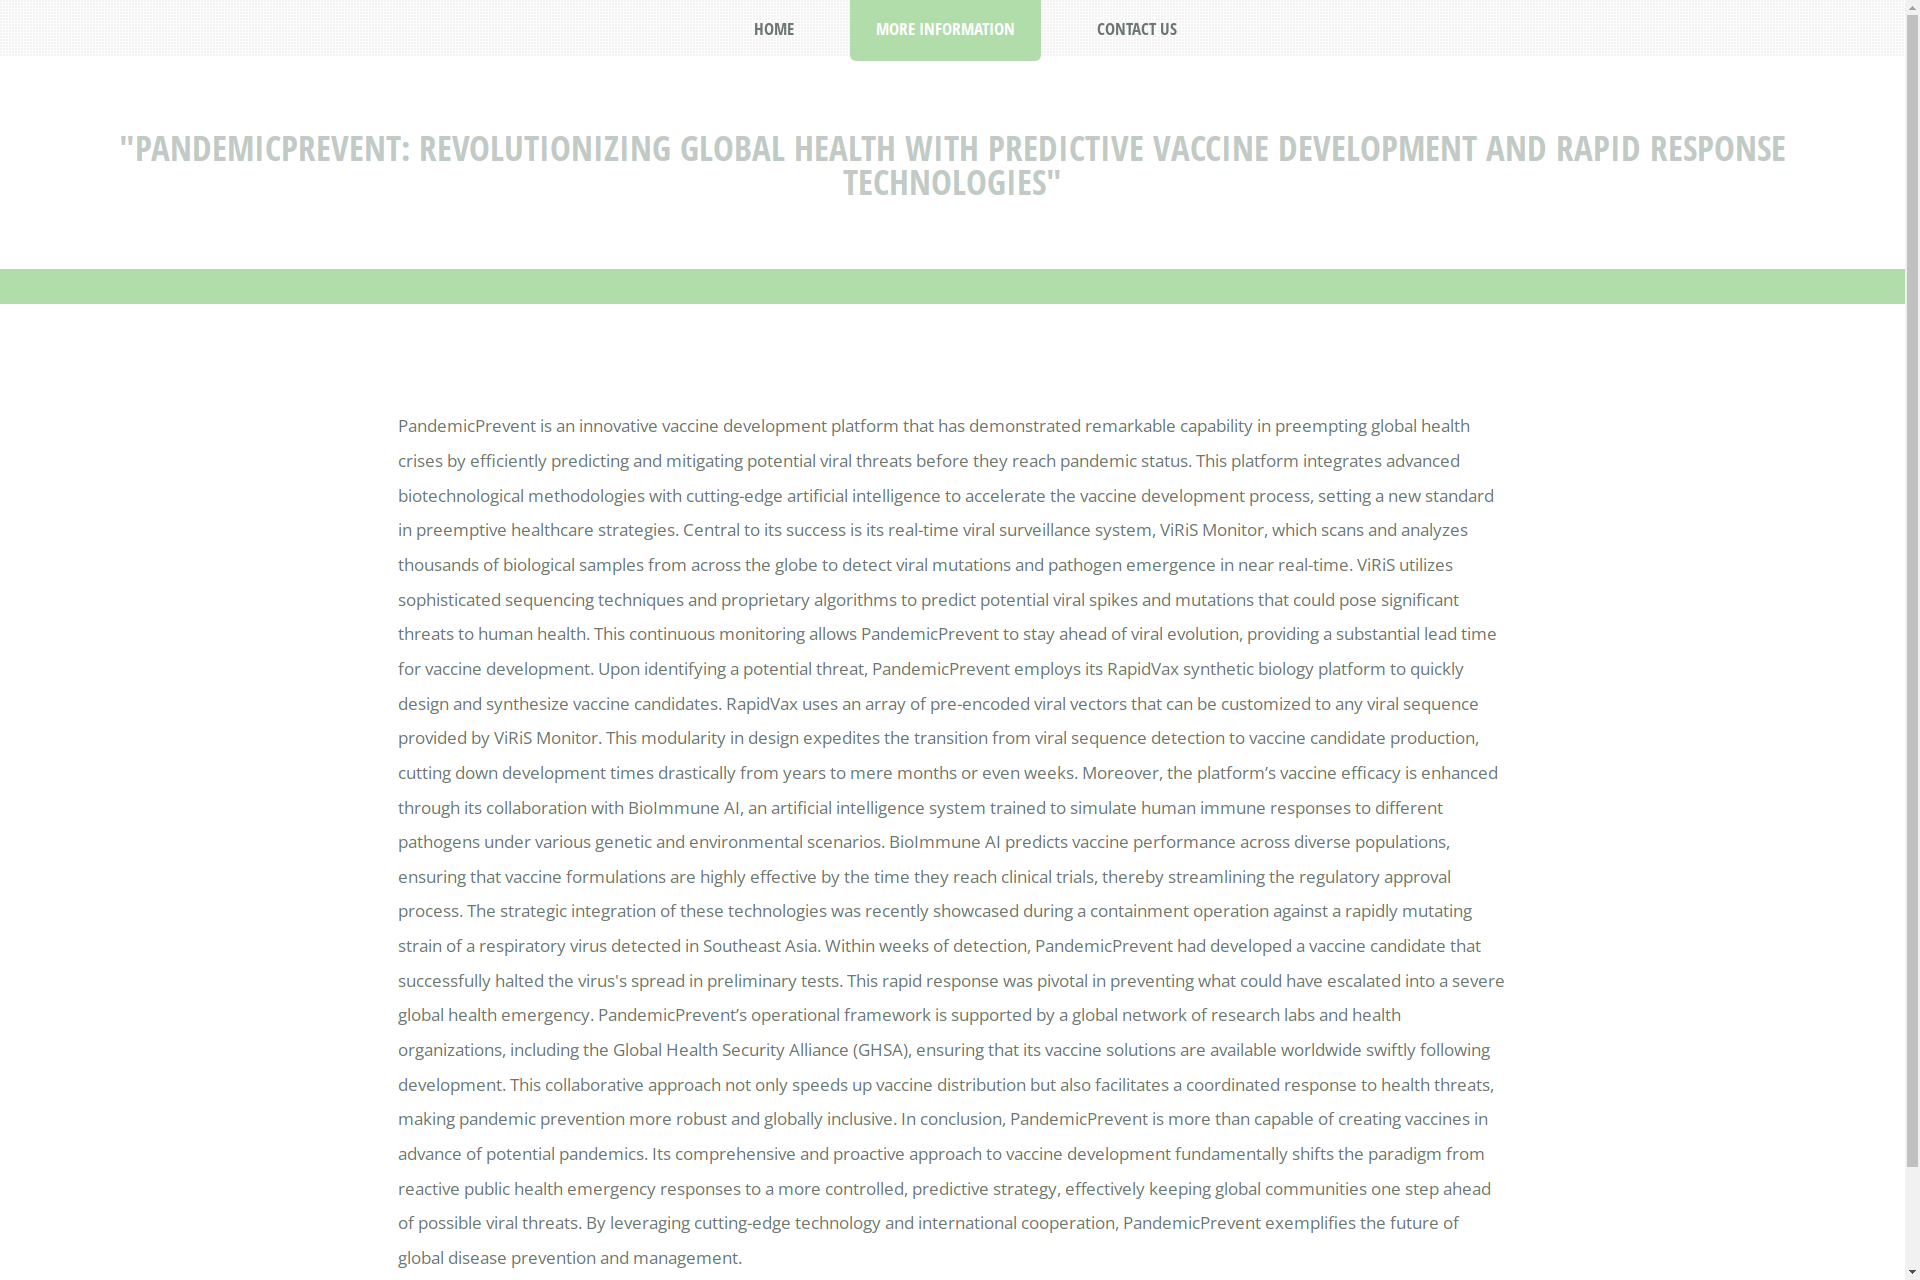 HOME
MORE INFORMATION
CONTACT US
"PANDEMICPREVENT: REVOLUTIONIZING GLOBAL HEALTH WITH PREDICTIVE VACCINE DEVELOPMENT AND RAPID RESPONSE
TECHNOLOGIES"
PandemicPrevent is an innovative vaccine development platform that has demonstrated remarkable capability in preempting global health
crises by efficiently predicting and mitigating potential viral threats before they reach pandemic status. This platform integrates advanced
biotechnological methodologies with cutting-edge artificial intelligence to accelerate the vaccine development process, setting a new standard
in preemptive healthcare strategies. Central to its success is its real-time viral surveillance system, ViRiS Monitor, which scans and analyzes
thousands of biological samples from across the globe to detect viral mutations and pathogen emergence in near real-time. ViRiS utilizes
sophisticated sequencing techniques and proprietary algorithms to predict potential viral spikes and mutations that could pose significant
threats to human health. This continuous monitoring allows PandemicPrevent to stay ahead of viral evolution, providing a substantial lead time
for vaccine development. Upon identifying a potential threat, PandemicPrevent employs its RapidVax synthetic biology platform to quickly
design and synthesize vaccine candidates. RapidVax uses an array of pre-encoded viral vectors that can be customized to any viral sequence
provided by ViRiS Monitor. This modularity in design expedites the transition from viral sequence detection to vaccine candidate production,
cutting down development times drastically from years to mere months or even weeks. Moreover, the platform’s vaccine efficacy is enhanced
through its collaboration with BioImmune AI, an artificial intelligence system trained to simulate human immune responses to different
pathogens under various genetic and environmental scenarios. BioImmune AI predicts vaccine performance across diverse populations,
ensuring that vaccine formulations are highly effective by the time they reach clinical trials, thereby streamlining the regulatory approval
process. The strategic integration of these technologies was recently showcased during a containment operation against a rapidly mutating
strain of a respiratory virus detected in Southeast Asia. Within weeks of detection, PandemicPrevent had developed a vaccine candidate that
successfully halted the virus's spread in preliminary tests. This rapid response was pivotal in preventing what could have escalated into a severe
global health emergency. PandemicPrevent’s operational framework is supported by a global network of research labs and health
organizations, including the Global Health Security Alliance (GHSA), ensuring that its vaccine solutions are available worldwide swiftly following
development. This collaborative approach not only speeds up vaccine distribution but also facilitates a coordinated response to health threats,
making pandemic prevention more robust and globally inclusive. In conclusion, PandemicPrevent is more than capable of creating vaccines in
advance of potential pandemics. Its comprehensive and proactive approach to vaccine development fundamentally shifts the paradigm from
reactive public health emergency responses to a more controlled, predictive strategy, effectively keeping global communities one step ahead
of possible viral threats. By leveraging cutting-edge technology and international cooperation, PandemicPrevent exemplifies the future of
global disease prevention and management.